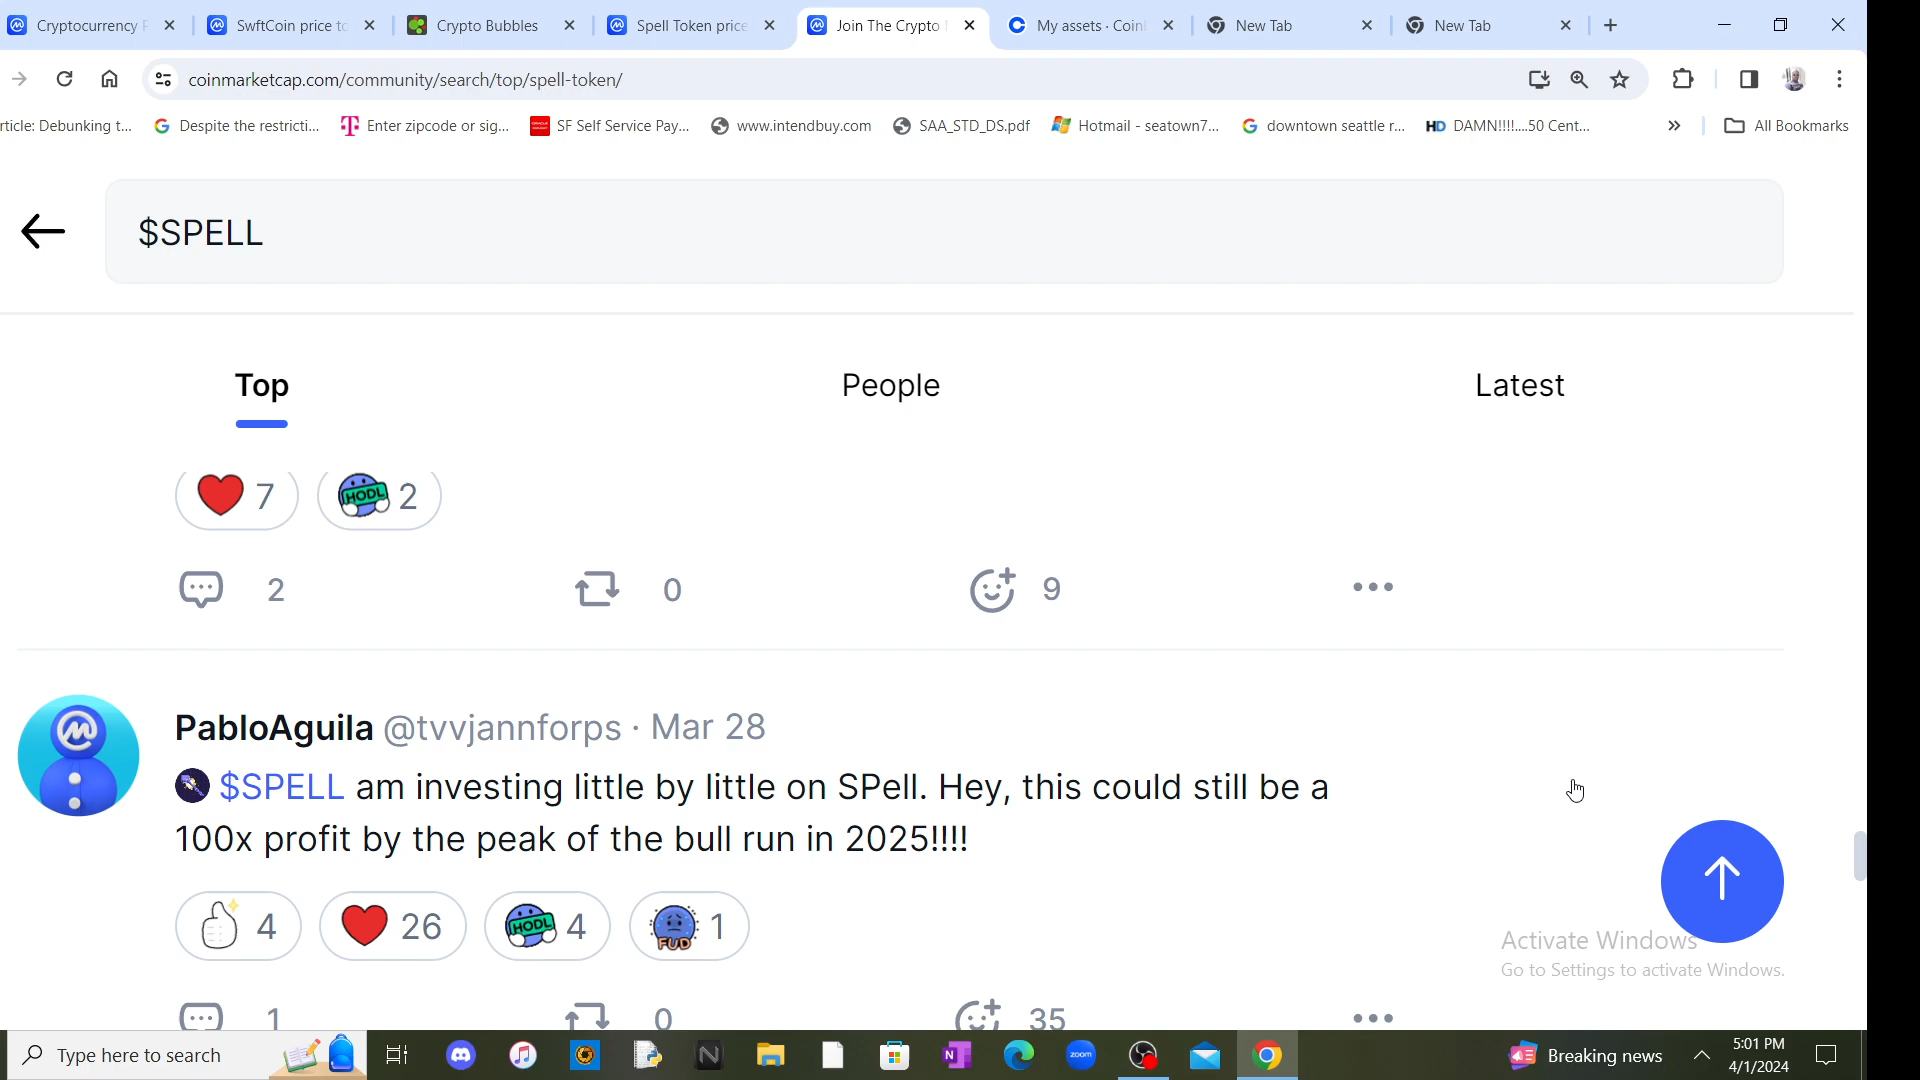 Cryptocurrency P
SwftCoin price to
Crypto Bubbles
Spell Token price
Join The Crypto
My assets · Coin
New Tab
New Tab
coinmarketcap.com/community/search/top/spell-token/
rticle: Debunking t...
Despite the restricti...
Enter zipcode or sig...
SF Self Service Pay...
www.intendbuy.com
SAA_STD_DS.pdf
Hotmail - seatown7...
downtown seattle r...
HD DAMN!!!!....50 Cent...
»
All Bookmarks
$SPELL
Top
People
Latest
7
HODL 2
2
0
9
PabloAguila @tvvjannforps · Mar 28
$SPELL am investing little by little on SPell. Hey, this could still be a
100x profit by the peak of the bull run in 2025!!!!
4
26
HODL 4
FUD 1
Activate Windows
Go to Settings to activate Windows.
1
0
35
Type here to search
zoom
Breaking news
5:01 PM
4/1/2024